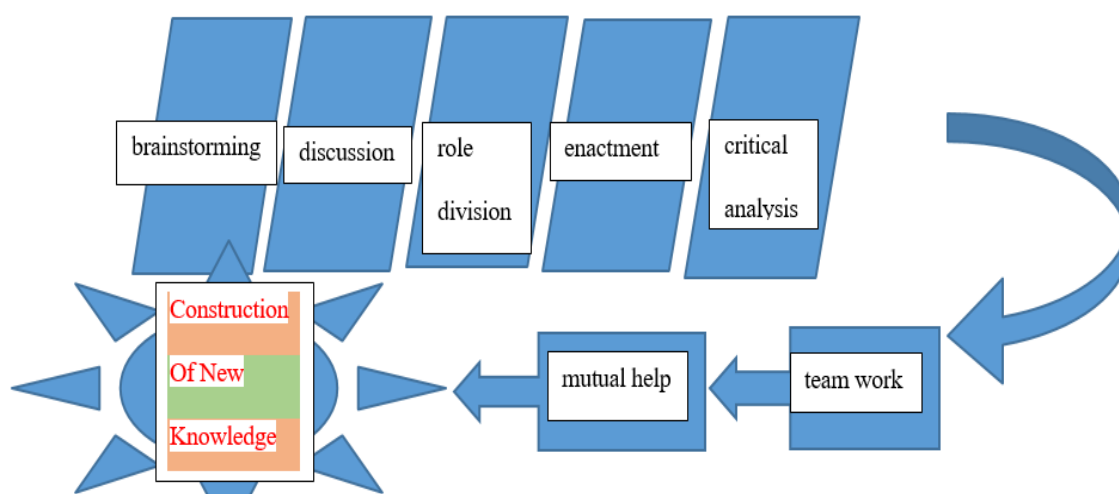 brainstorming
discussion
role
division
enactment
critical
analysis
team work
mutual help
Construction
Of New
Knowledge